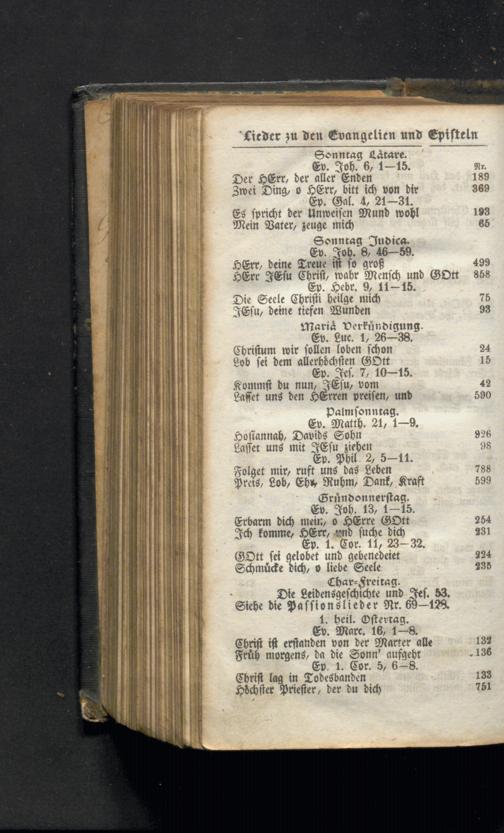 Lieder zu den Evangelien und Episteln
Sonntag Lätare.
Ev. Joh. 6, 1—15. Nr.
Der HErr, der aller Enden 189
Zwei Ding, o HErr, bitt ich von dir 369
Ep. Gal. 4, 21—31.
Es spricht der Unweisen Mund wohl 193
Mein Vater, zeuge mich 65
Sonntag Judica.
Ev. Joh. 8, 46—59.
HErr, deine Treue ist so groß 499
HErr JEsu Christ, wahr Mensch und GOtt 858
Ep. Hebr. 9, 11—15.
Die Seele Christi heilge mich 75
JEsu, deine tiefen Wunden 93
Mariä Verkündigung.
Ev. Luc. 1, 26—38.
Christum wir sollen loben schon 24
Lob sei dem allerhöchsten GOtt 15
Ep. Jes. 7, 10—15.
Kommst du nun, JEsu, vom 42
Lasset uns den HErren preisen, und 590
Palmsonntag.
Ev. Matth. 21, 1—9.
Hosiannah, Davids Sohn 926
Lasset uns mit JEsu ziehen 98
Ep. Phil. 2, 5—11.
Folget mir, ruft uns das Leben 788
Preis, Lob, Ehr, Ruhm, Dank, Kraft 599
Gründonnerstag.
Ev. Joh. 13, 1—15.
Erbarm dich mein, o HErre GOtt 254
Ich komme, HErr, und suche dich 231
Ep. 1. Cor. 11, 23—32.
GOtt sei gelobet und gebenedeiet 224
Schmücke dich, o liebe Seele 235
Char-Freitag.
Die Leidensgeschichte und Jes. 53.
Siehe die Passionslieder Nr. 69—128.
1. heil. Ostertag.
Ev. Marc. 16, 1—8.
Christ ist erstanden von der Marter alle 132
Früh morgens, da die Sonn' aufgeht 136
Ep. 1. Cor. 5, 6—8.
Christ lag in Todesbanden 133
Höchster Priester, der du dich 751